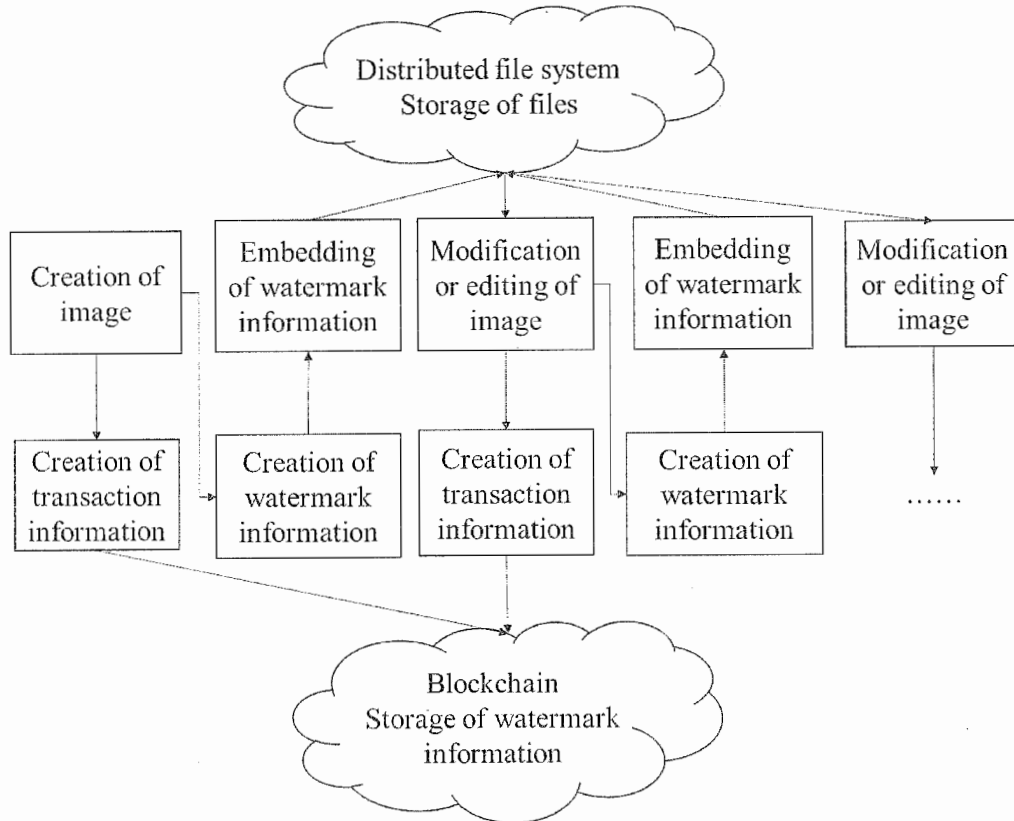 Distributed file system
Storage of files
Creation of
image
Embedding
of watermark
information
Modification
or editing of
image
Embedding
of watermark
information
Modification
or editing of
image
Creation of
transaction
information
Creation of
watermark
information
Creation of
transaction
information
Creation of
watermark
information
......
Blockchain
Storage of watermark
information